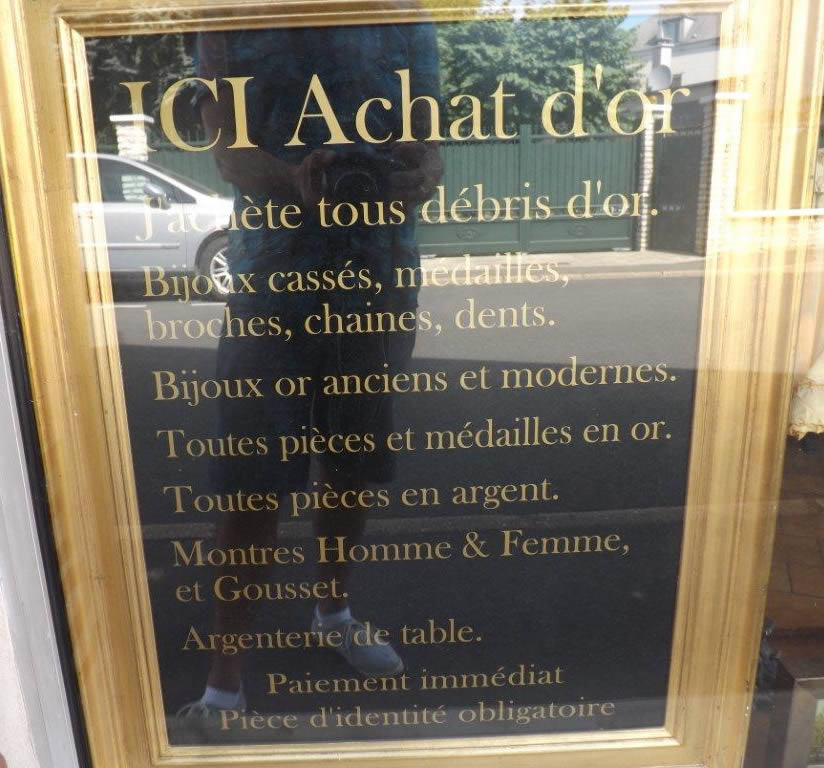 ICI Achat d'or
J'achète tous débris d'or.
Bijoux cassés, médailles,
broches, chaines, dents.
Bijoux or anciens et modernes.
Toutes pièces et médailles en or.
Toutes pièces en argent.
Montres Homme & Femme,
et Gousset.
Argenterie de table.
Paiement immédiat
Pièce d'identité obligatoire